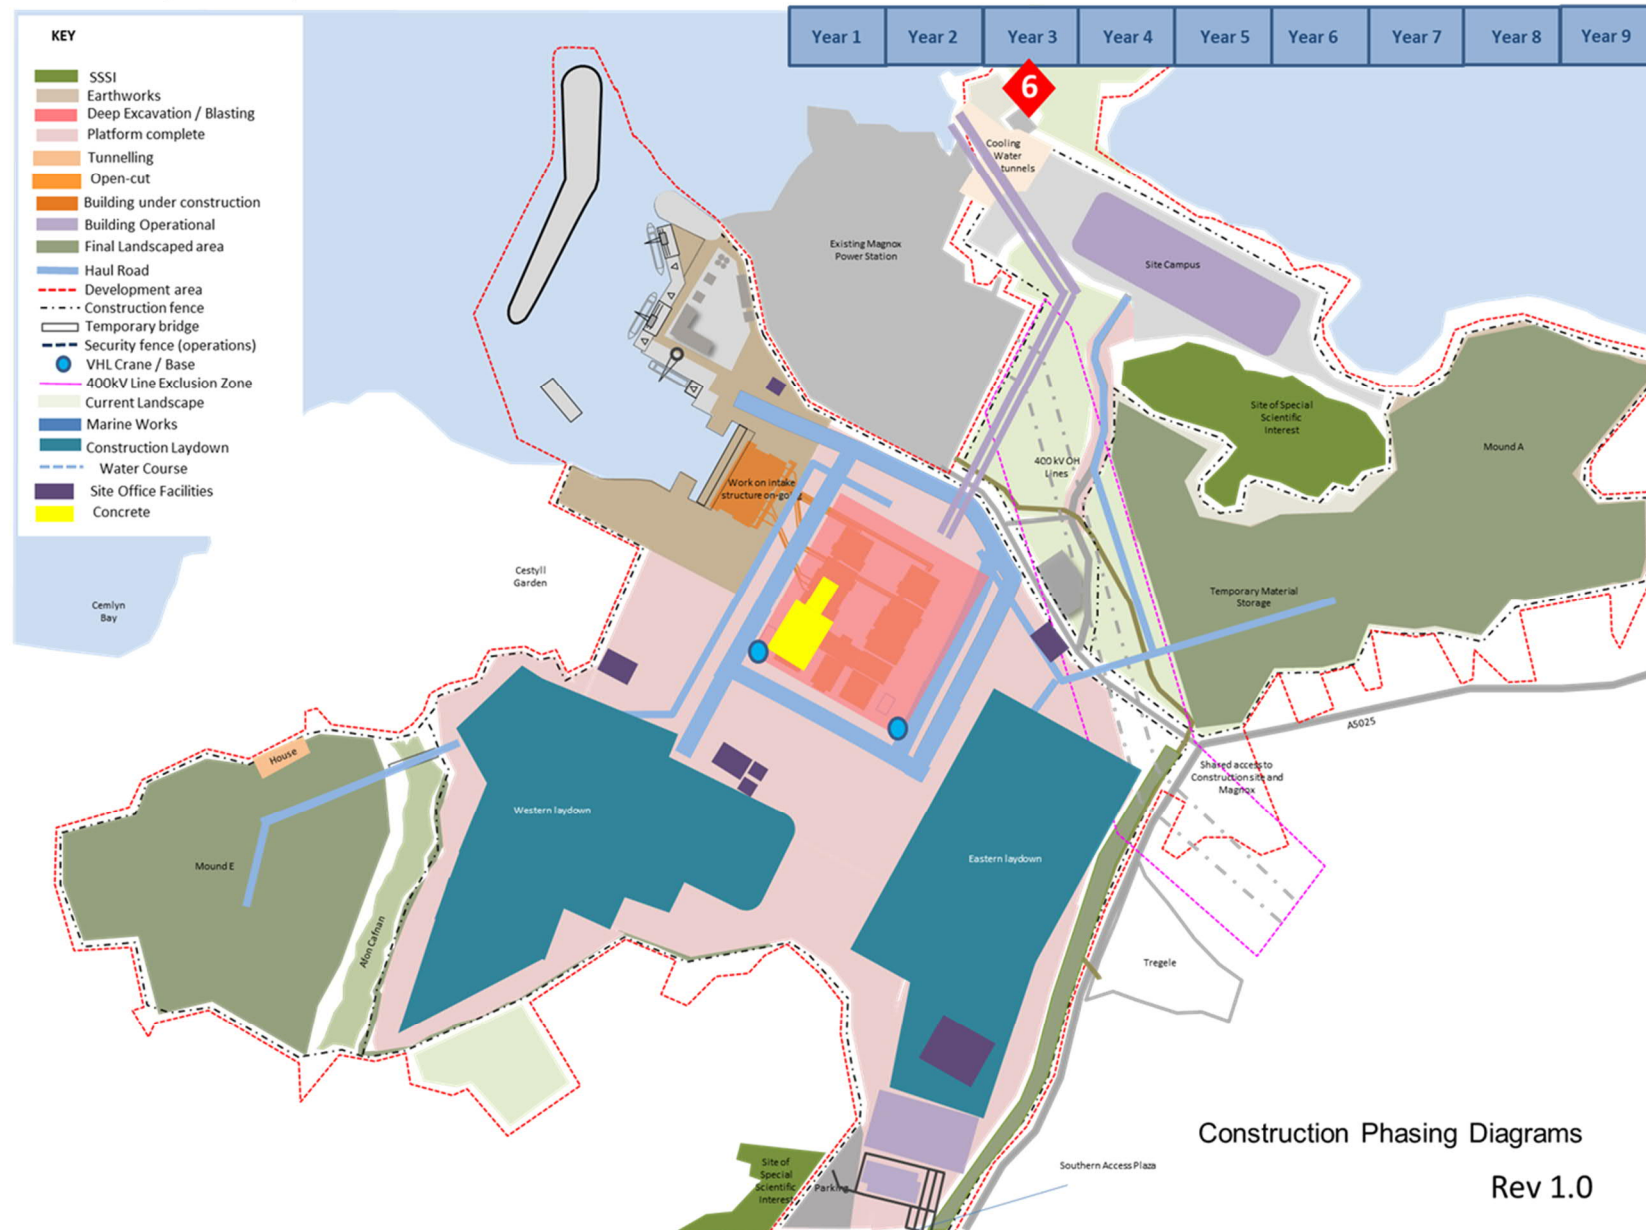 KEY
SSSI
Earthworks
Deep Excavation / Blasting
Platform complete
Tunnelling
Open-cut
Building under construction
Building Operational
Final Landscaped area
Haul Road
Development area
Construction fence
Temporary bridge
Security fence (operations)
VHL Crane / Base
400kV Line Exclusion Zone
Current Landscape
Marine Works
Construction Laydown
Water Course
Site Office Facilities
Concrete
Year 1
Year 2
Year 3
Year 4
Year 5
Year 6
Year 7
Year 8
Year 9
6
Cooling
Water
tunnels
Existing Magnox
Power Station
Site Campus
Site of Special
Scientific
Interest
Mound A
400 kV OH
Lines
Work on intake
structure on-going
Cestyll
Garden
Cemlyn
Bay
Temporary Material
Storage
A5025
House
Shared access to
Construction site and
Magnox
Western laydown
Eastern laydown
Mound E
Afon Cafnan
Tregele
Construction Phasing Diagrams
Southern Access Plaza
Site of
Special
Scientific
Interest
Parking
Rev 1.0